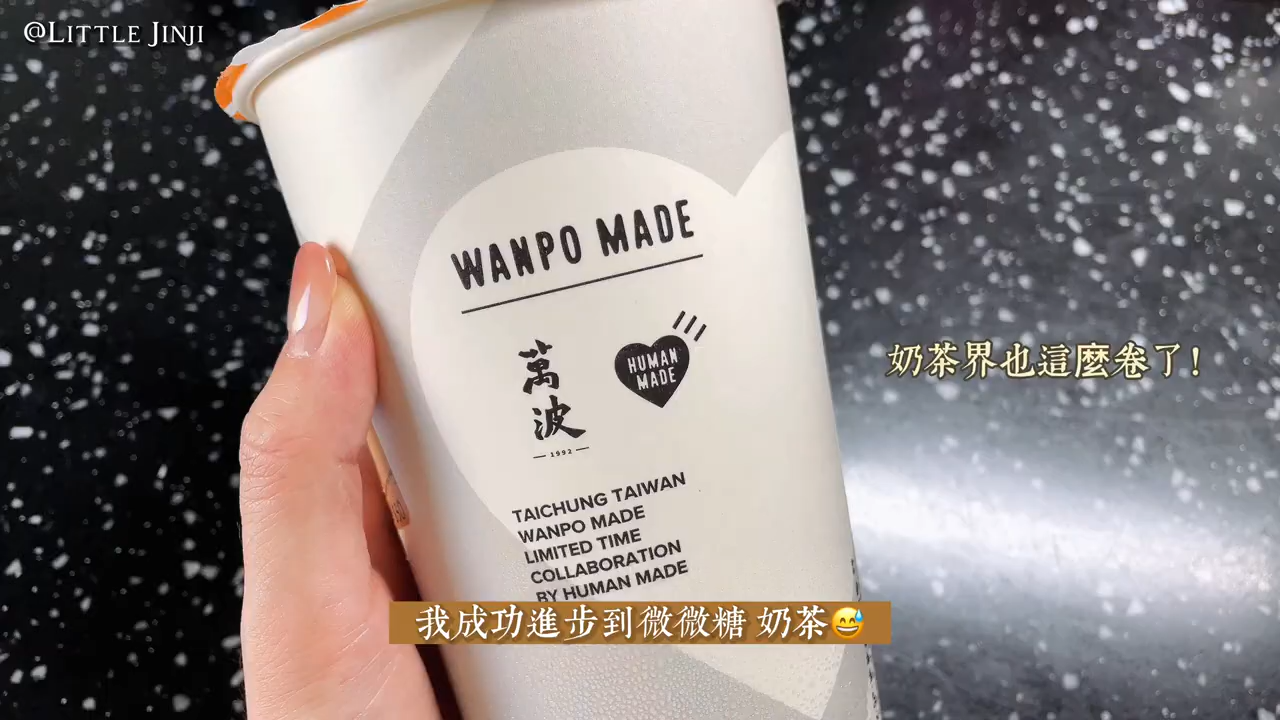 @LITTLE JINJI
WANPO MADE
萬波
HUMAN
MADE
1992
奶茶界也這麼卷了!
TAICHUNG TAIWAN
WANPO MADE
LIMITED TIME
COLLABORATION
BY HUMAN MADE
我成功進步到微微糖 奶茶😅